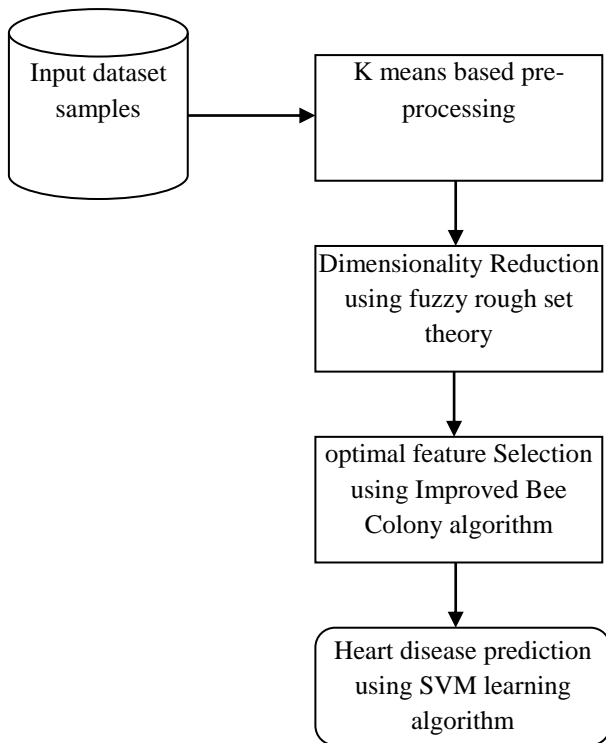 Input dataset
samples
K means based pre-
processing
Dimensionality Reduction
using fuzzy rough set
theory
optimal feature Selection
using Improved Bee
Colony algorithm
Heart disease prediction
using SVM learning
algorithm